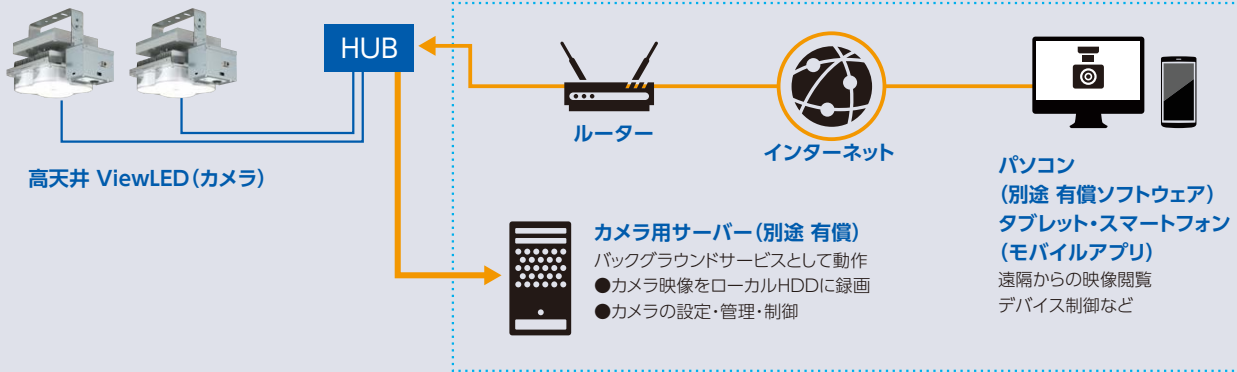 HUB
高天井 ViewLED（カメラ）
ルーター
インターネット
パソコン
（別途 有償ソフトウェア）
タブレット・スマートフォン
（モバイルアプリ）
遠隔からの映像閲覧
デバイス制御など
カメラ用サーバー（別途 有償）
バックグラウンドサービスとして動作
●カメラ映像をローカルHDDに録画
●カメラの設定・管理・制御